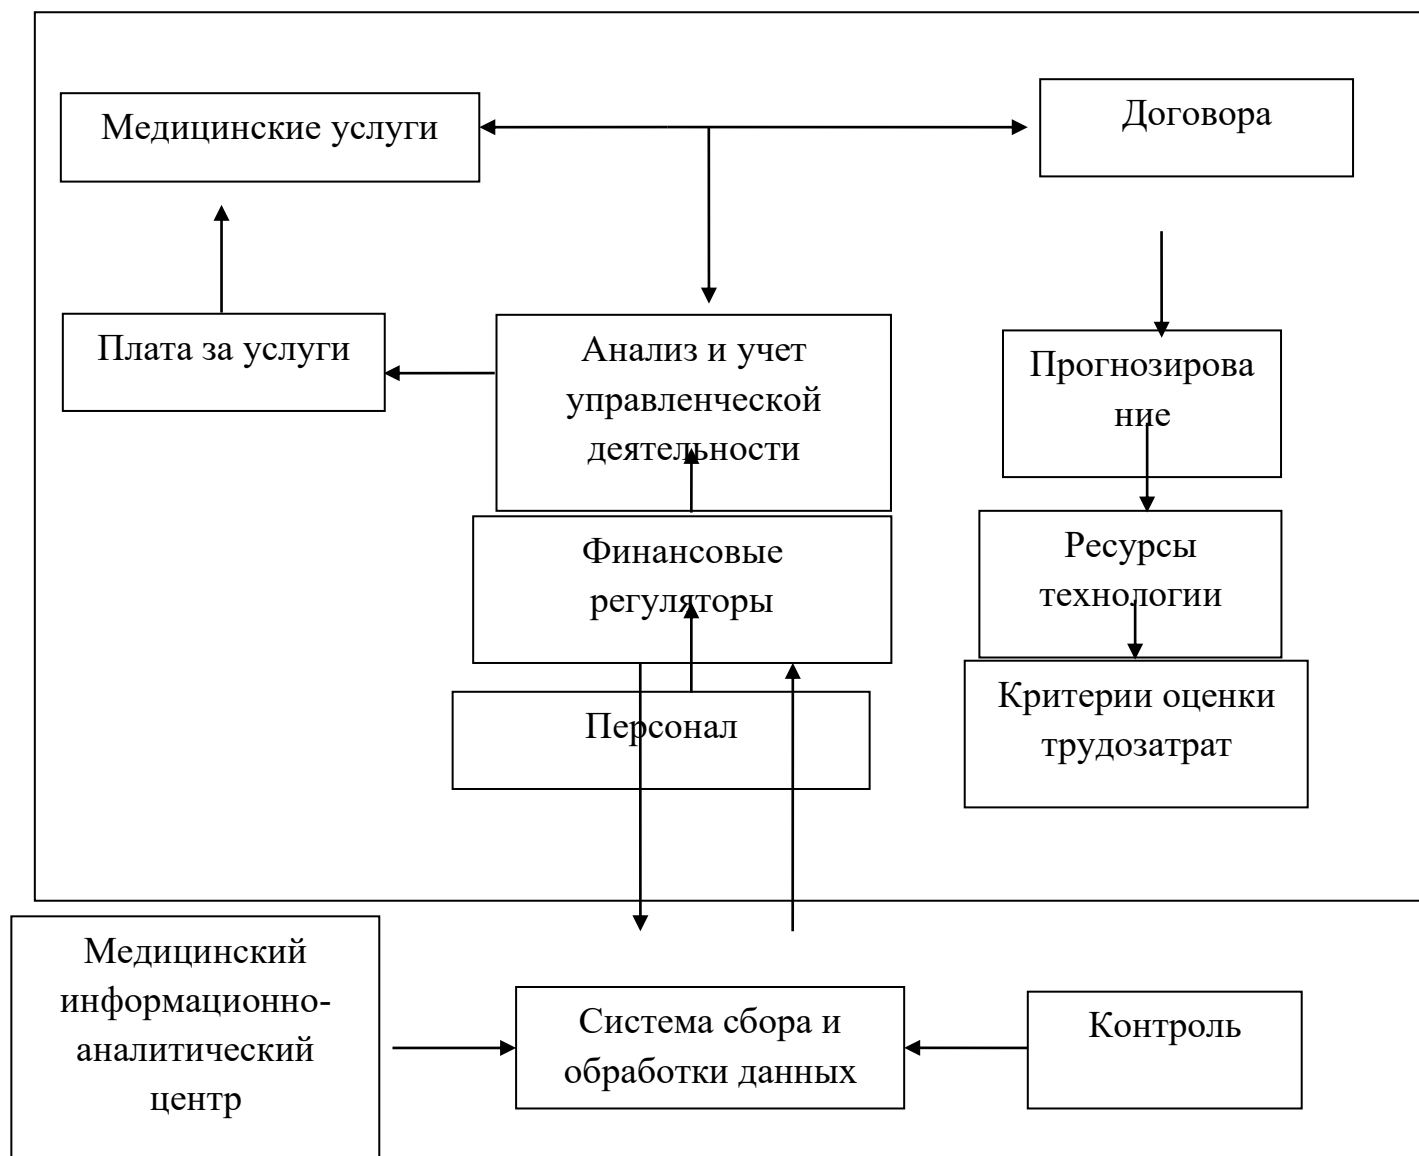 Медицинские услуги
Договора
Плата за услуги
Анализ и учет
управленческой
деятельности
Прогнозирова
ние
Финансовые
регуляторы
Ресурсы
технологии
Персонал
Критерии оценки
трудозатрат
Медицинский
информационно-
аналитический
центр
Система сбора и
обработки данных
Контроль